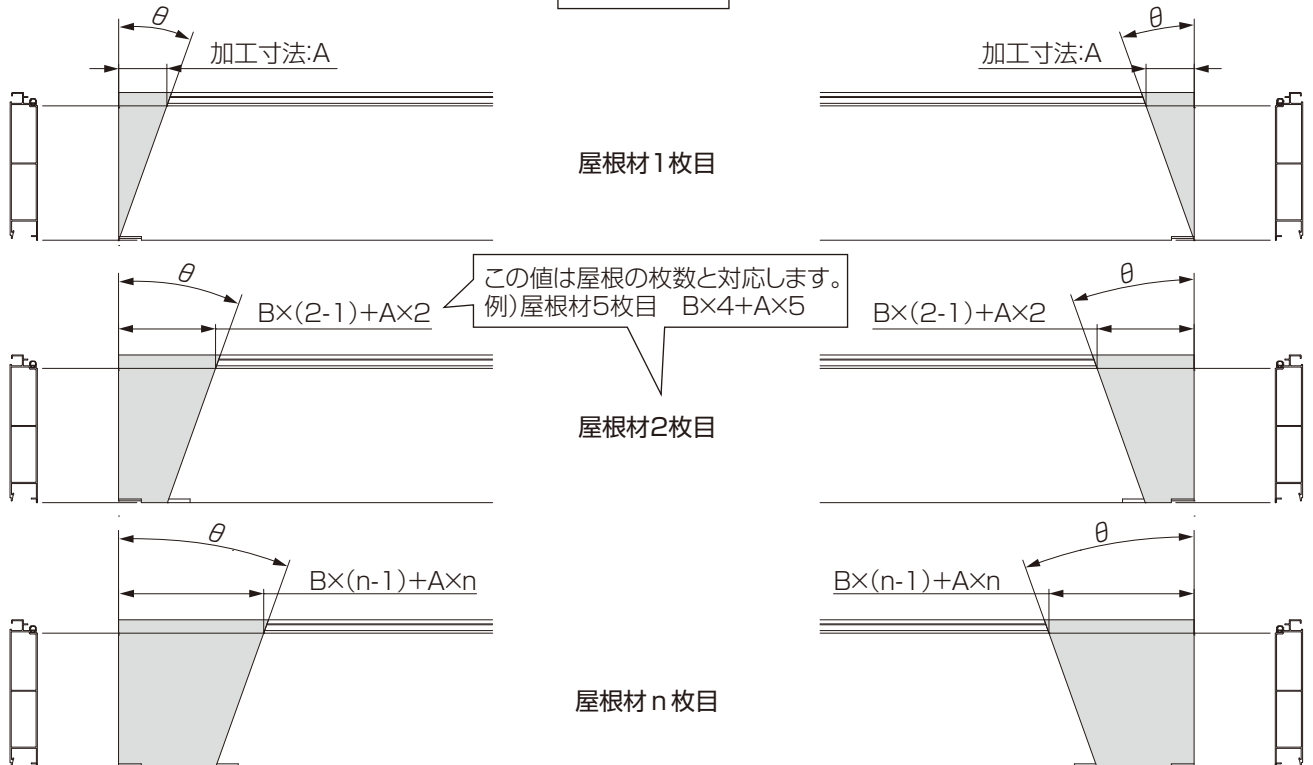 θ
θ
加工寸法:A
加工寸法:A
屋根材1枚目
θ
θ
この値は屋根の枚数と対応します。
例)屋根材5枚目 B×4+A×5
B×(2-1)+A×2
B×(2-1)+A×2
屋根材2枚目
θ
θ
B×(n-1)+A×n
B×(n-1)+A×n
屋根材n枚目